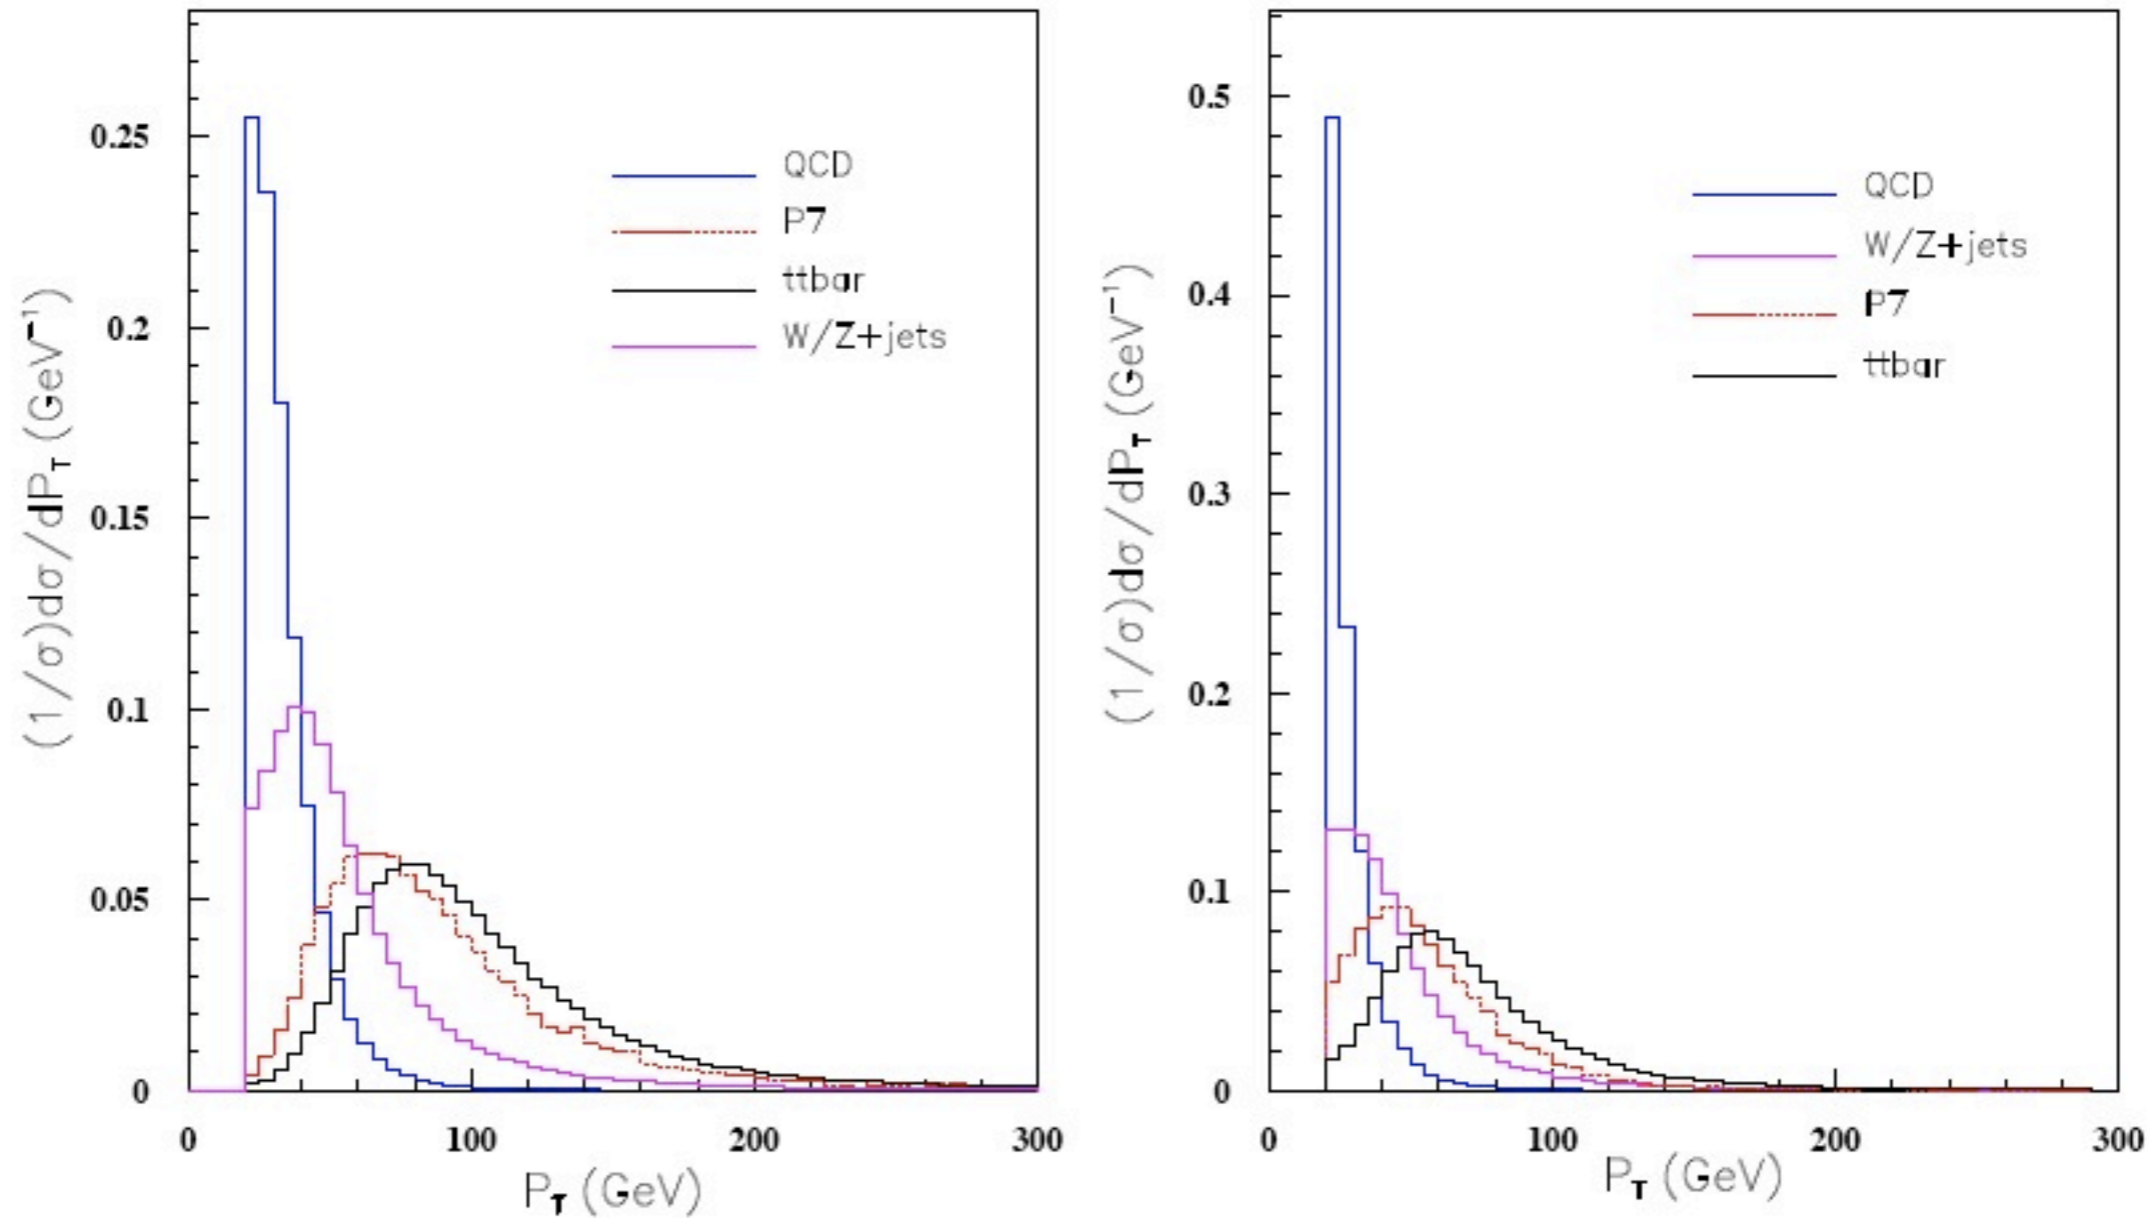 (1/σ)dσ/dP_T (GeV⁻¹)
0.25
0.2
0.15
0.1
0.05
0
QCD
P7
ttbar
W/Z+jets
0 100 200 300
P_T (GeV)
(1/σ)dσ/dP_T (GeV⁻¹)
0.5
0.4
0.3
0.2
0.1
0
QCD
W/Z+jets
P7
ttbar
0 100 200 300
P_T (GeV)